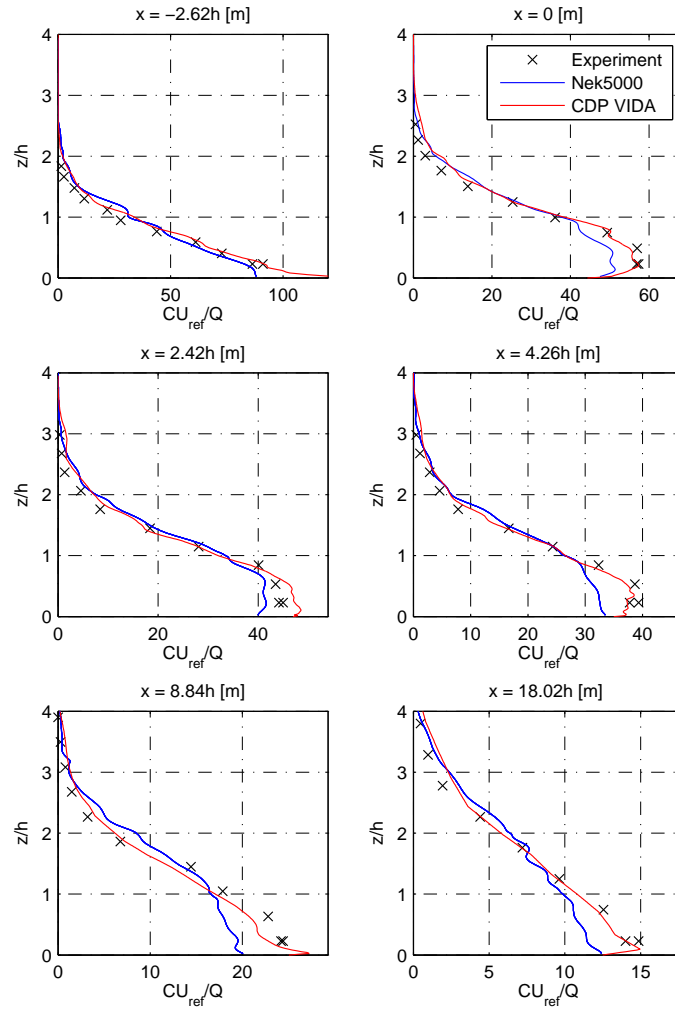 x = −2.62h [m]
x = 0 [m]
4
3
2
1
0
z/h
0
50
100
CU_ref/Q
4
3
2
1
0
z/h
Experiment
Nek5000
CDP VIDA
0
20
40
60
CU_ref/Q
x = 2.42h [m]
x = 4.26h [m]
4
3
2
1
0
z/h
0
20
40
CU_ref/Q
4
3
2
1
0
z/h
0
10
20
30
40
CU_ref/Q
x = 8.84h [m]
x = 18.02h [m]
4
3
2
1
0
z/h
0
10
20
CU_ref/Q
4
3
2
1
0
z/h
0
5
10
15
CU_ref/Q